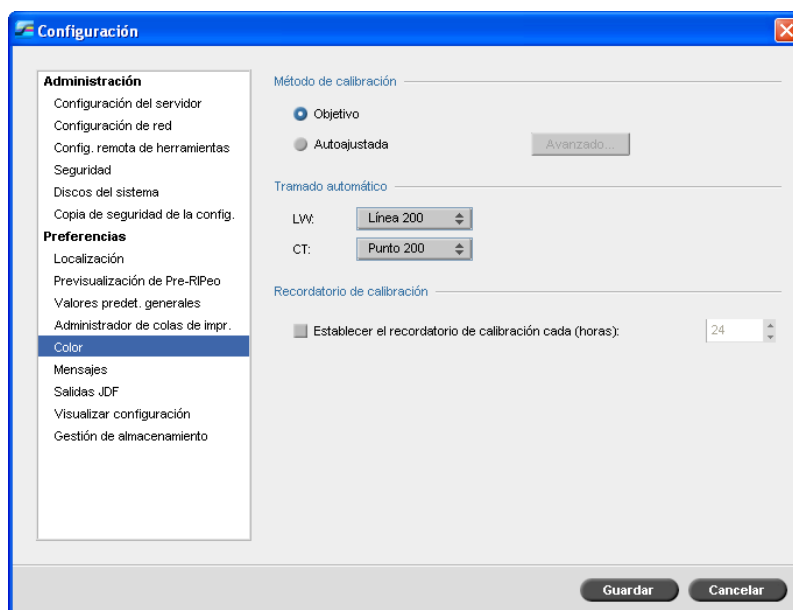 Configuración
Administración
Configuración del servidor
Configuración de red
Config. remota de herramientas
Seguridad
Discos del sistema
Copia de seguridad de la config.
Preferencias
Localización
Previsualización de Pre-RIPeo
Valores predet. generales
Administrador de colas de impr.
Color
Mensajes
Salidas JDF
Visualizar configuración
Gestión de almacenamiento
Método de calibración
Objetivo
Autoajustada
Avanzado...
Tramado automático
LW: Línea 200
CT: Punto 200
Recordatorio de calibración
Establecer el recordatorio de calibración cada (horas): 24
Guardar Cancelar